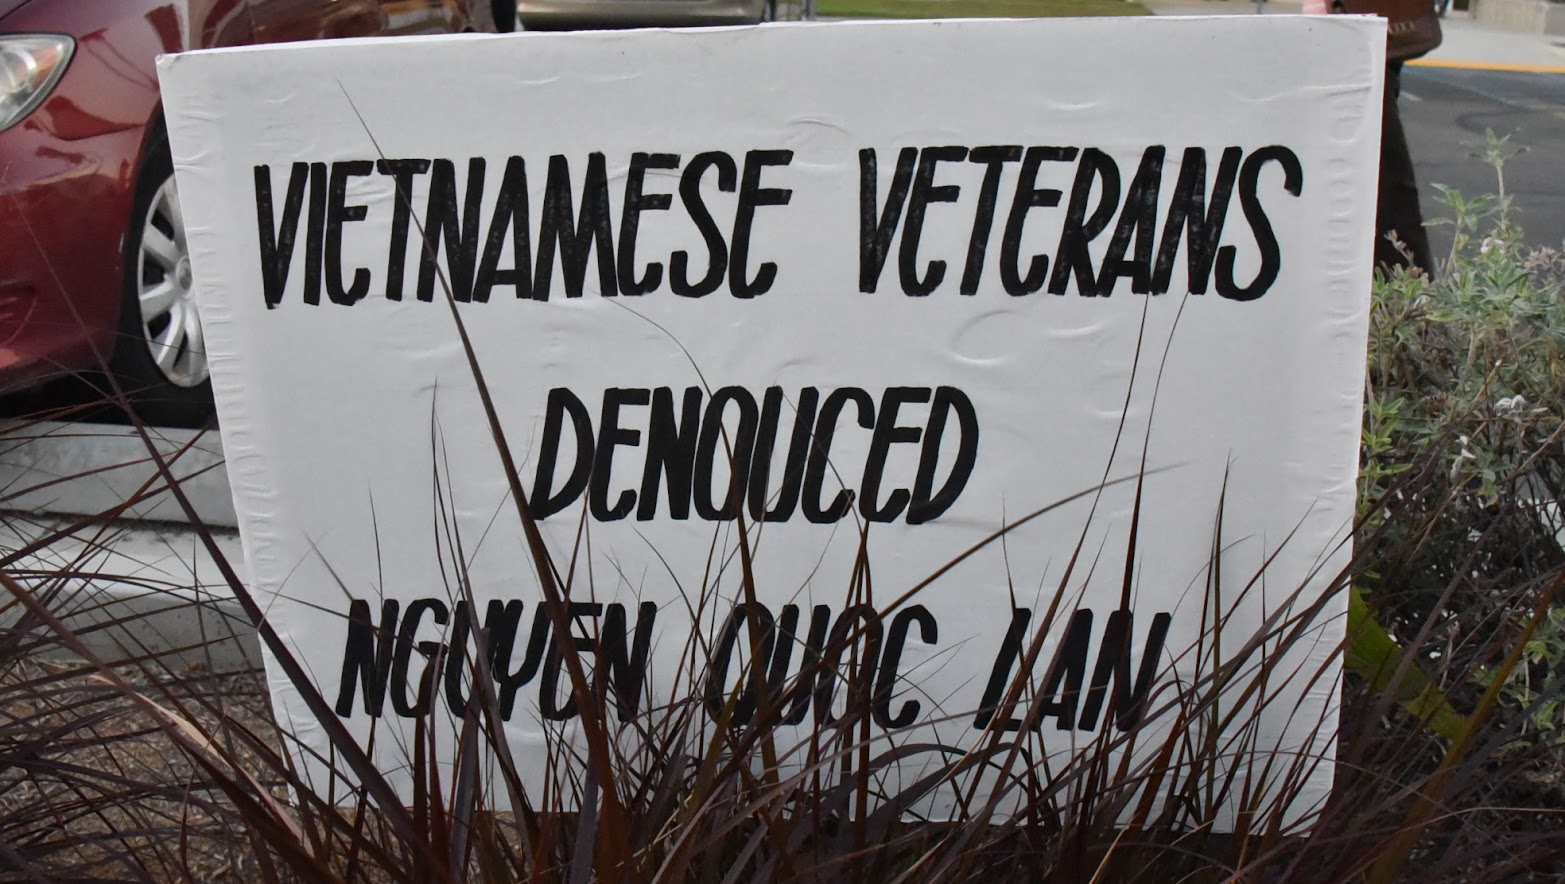 VIETNAMESE VETERANS
DENOUCED
NGUYEN QUOC LAN